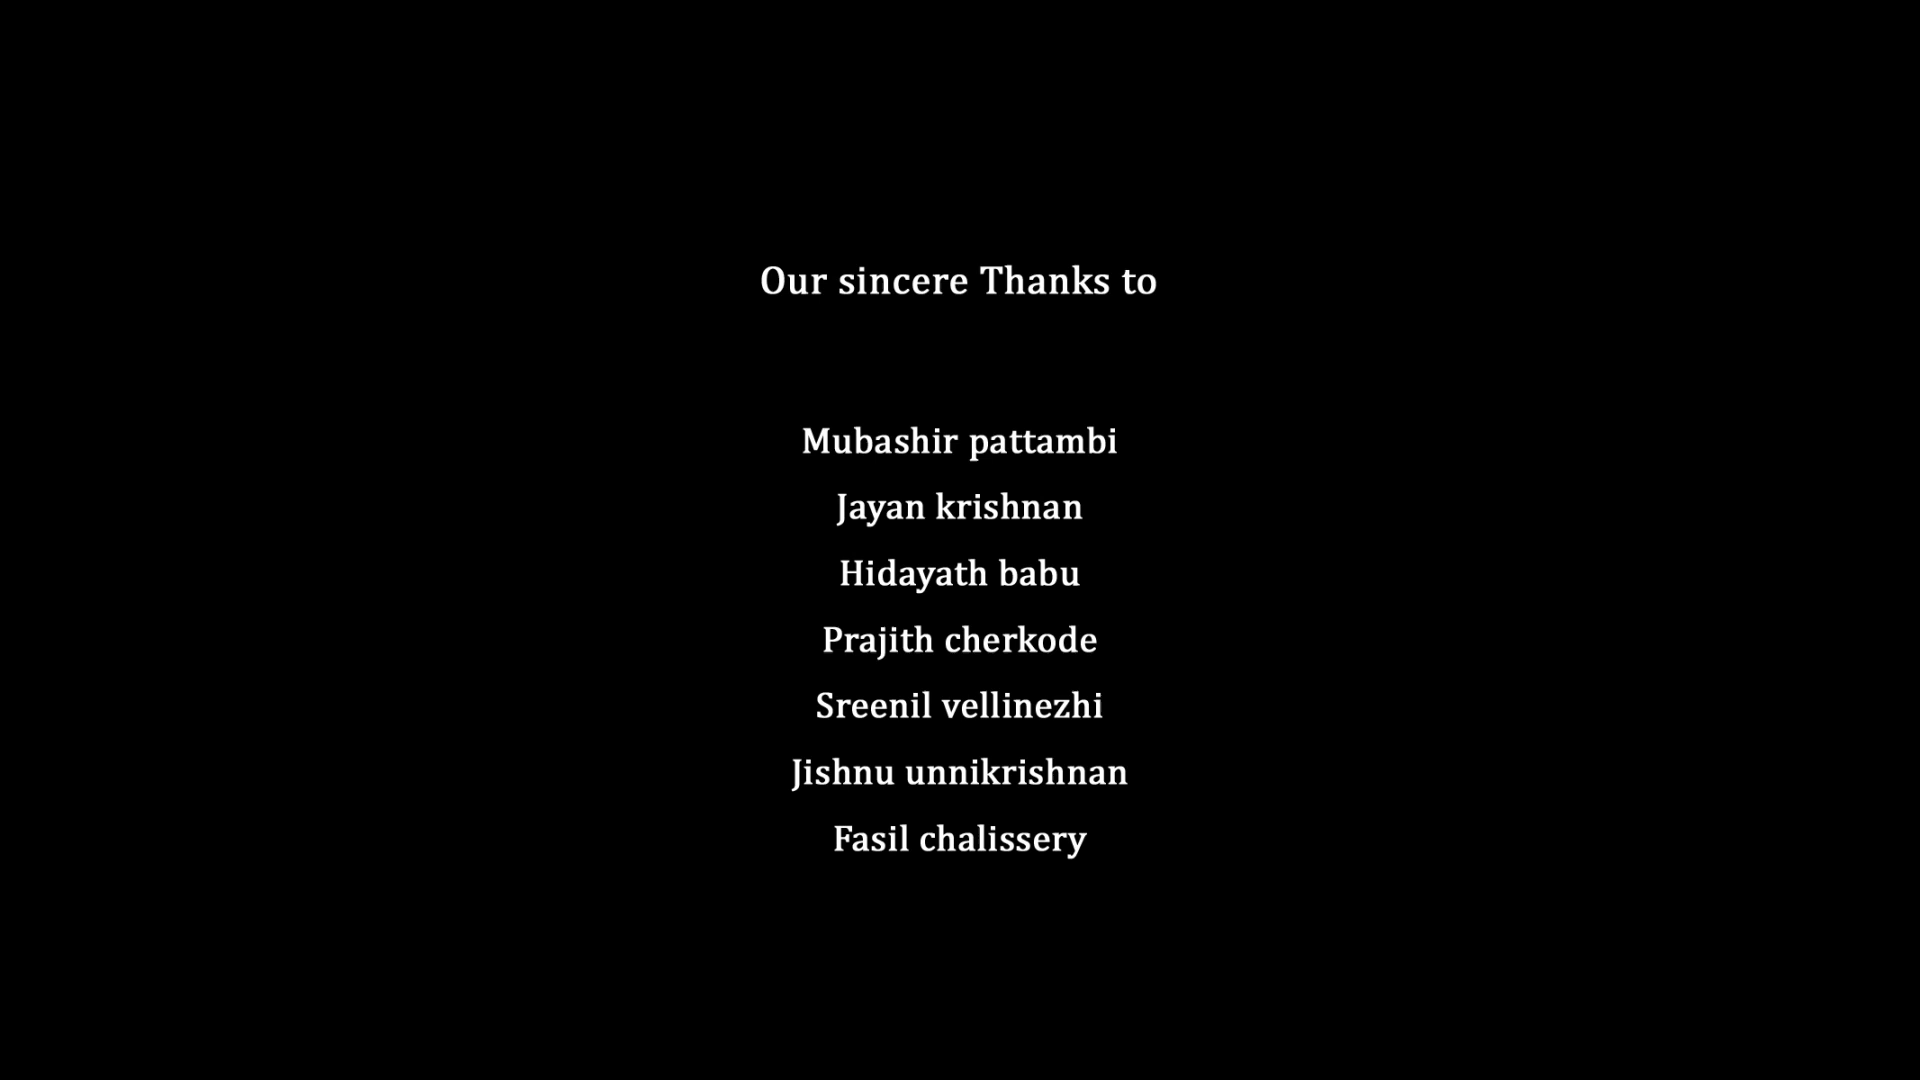 Our sincere Thanks to
Mubashir pattambi
Jayan krishnan
Hidayath babu
Prajith cherkode
Sreenil vellinezhi
Jishnu unnikrishnan
Fasil chalissery